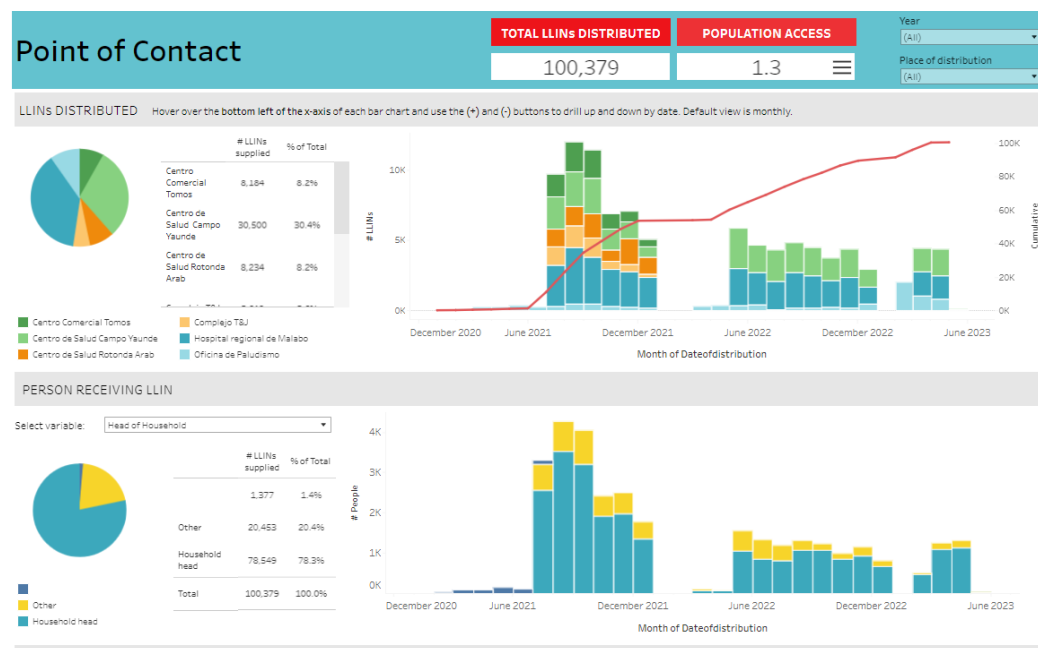 Point of Contact
TOTAL LLINs DISTRIBUTED
100,379
POPULATION ACCESS
1.3
Year
(All)
Place of distribution
(All)
LLINs DISTRIBUTED
Hover over the bottom left of the x-axis of each bar chart and use the (+) and (-) buttons to drill up and down by date. Default view is monthly.
# LLINs
supplied
% of Total
Centro
Comercial
Tomos
8,184
8.2%
Centro de
Salud Campo
Yaunde
30,500
30.4%
Centro de
Salud Rotonda
Arab
8,234
8.2%
Centro Comercial Tomos
Centro de Salud Campo Yaunde
Centro de Salud Rotonda Arab
Complejo T&J
Hospital regional de Malabo
Oficina de Paludismo
# LLINs
10K
5K
0K
100K
80K
60K
40K
20K
0K
Cumulative
December 2020
June 2021
December 2021
June 2022
December 2022
June 2023
Month of Dateofdistribution
PERSON RECEIVING LLIN
Select variable:
Head of Household
# LLINs
supplied
% of Total
1,377
1.4%
Other
20,453
20.4%
Household
head
78,549
78.3%
Total
100,379
100.0%
Other
Household head
# People
4K
3K
2K
1K
0K
December 2020
June 2021
December 2021
June 2022
December 2022
June 2023
Month of Dateofdistribution